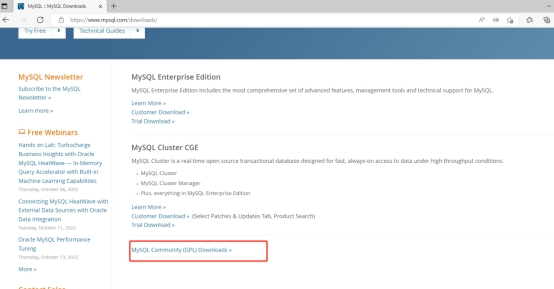 MySQL :: MySQL Downloads
https://www.mysql.com/downloads/
Try Free
Technical Guides
MySQL Newsletter
Subscribe to the MySQL
Newsletter »
Learn more »
Free Webinars
Hands on Lab: Turbocharge
Business Insights with Oracle
MySQL HeatWave — In-Memory
Query Accelerator with Built-in
Machine Learning Capabilities
Thursday, October 06, 2022
Connecting MySQL HeatWave with
External Data Sources with Oracle
Data Integration
Tuesday, October 11, 2022
Oracle MySQL Performance
Tuning
Thursday, October 13, 2022
More »
Contact Sales
MySQL Enterprise Edition
MySQL Enterprise Edition includes the most comprehensive set of advanced features, management tools and technical support for MySQL.
Learn More »
Customer Download »
Trial Download »
MySQL Cluster CGE
MySQL Cluster is a real-time open source transactional database designed for fast, always-on access to data under high throughput conditions.
MySQL Cluster
MySQL Cluster Manager
Plus, everything in MySQL Enterprise Edition
Learn More »
Customer Download » (Select Patches & Updates Tab, Product Search)
Trial Download »
MySQL Community (GPL) Downloads »